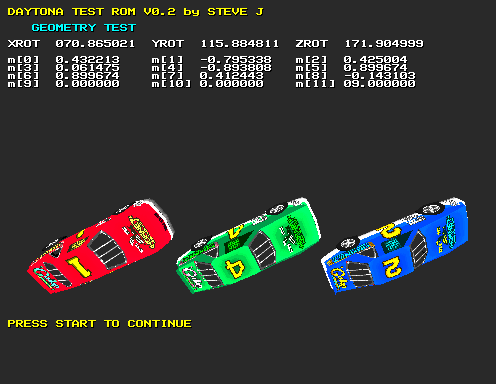 DAYTONA TEST ROM V0.2 by STEVE J
GEOMETRY TEST
XROT 070.865021 YROT 115.884811 ZROT 171.904999
m[0] 0.432213 m[1] -0.795338 m[2] 0.425004
m[3] 0.061475 m[4] -0.893808 m[5] 0.899674
m[6] 0.899674 m[7] 0.412443 m[8] -0.143103
m[9] 0.000000 m[10] 0.000000 m[11] 09.000000
1
4
2
PRESS START TO CONTINUE